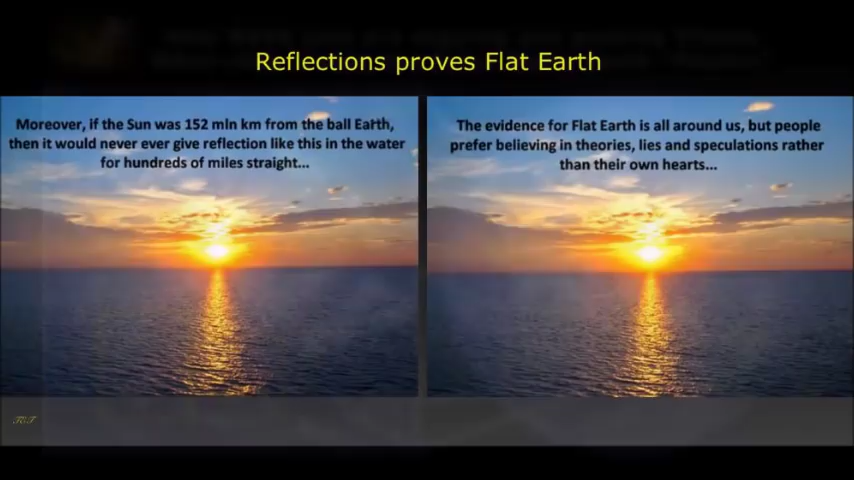 Reflections proves Flat Earth
Moreover, if the Sun was 152 mln km from the ball Earth,
then it would never ever give reflection like this in the water
for hundreds of miles straight...
The evidence for Flat Earth is all around us, but people
prefer believing in theories, lies and speculations rather
than their own hearts...